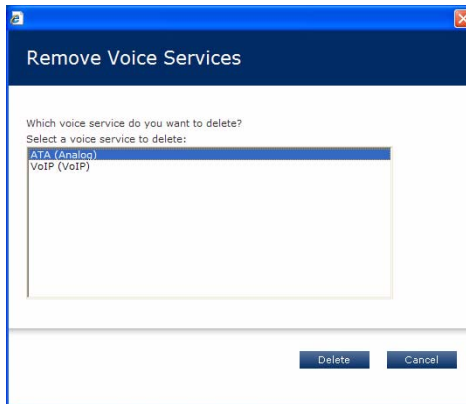 Remove Voice Services
Which voice service do you want to delete?
Select a voice service to delete:
ATA (Analog)
VoIP (VoIP)
Delete
Cancel